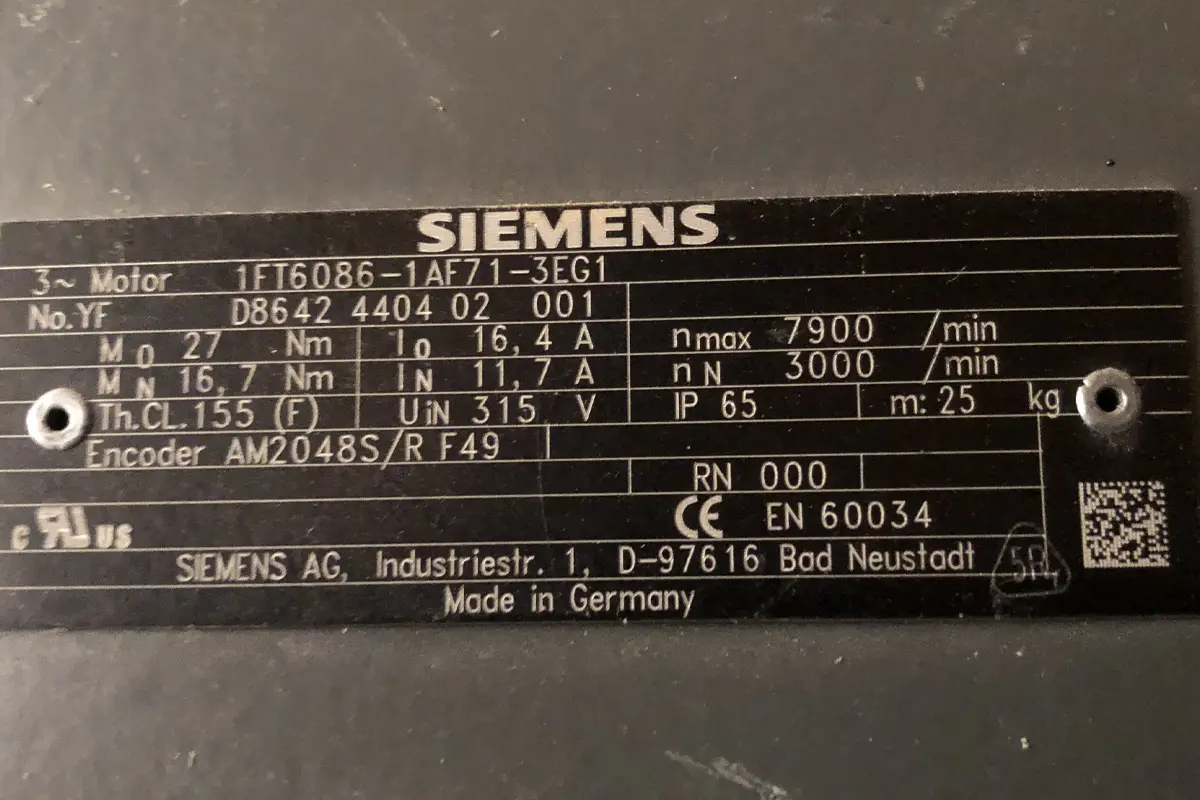 SIEMENS
3~ Motor 1FT6086-1AF71-3EG1
No.YF D8642 4404 02 001
M0 27 Nm I0 16,4 A nmax 7900 /min
MN 16,7 Nm IN 11,7 A nN 3000 /min
Th.CL.155 (F) UiN 315 V IP 65 m: 25 kg
Encoder AM2048S/R F49
RN 000
c RU US CE EN 60034
SIEMENS AG, Industriestr. 1, D-97616 Bad Neustadt
Made in Germany